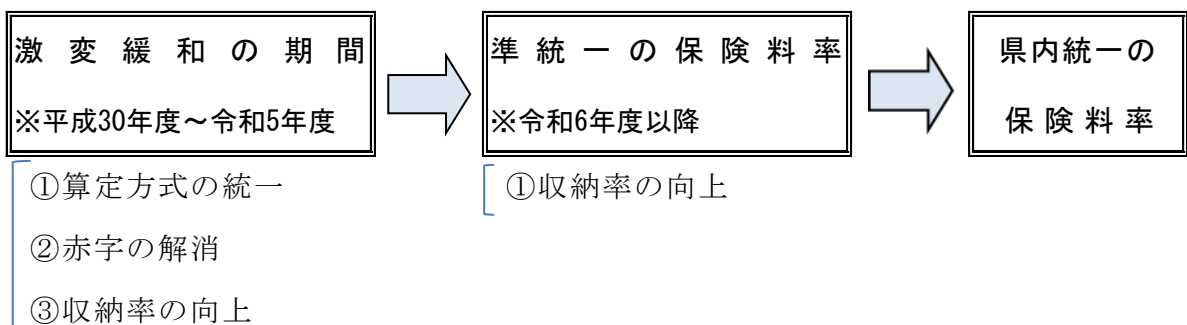 激変緩和の期間
※平成30年度～令和5年度
準統一の保険料率
※令和6年度以降
県内統一の
保険料率
①算定方式の統一
②赤字の解消
③収納率の向上
①収納率の向上